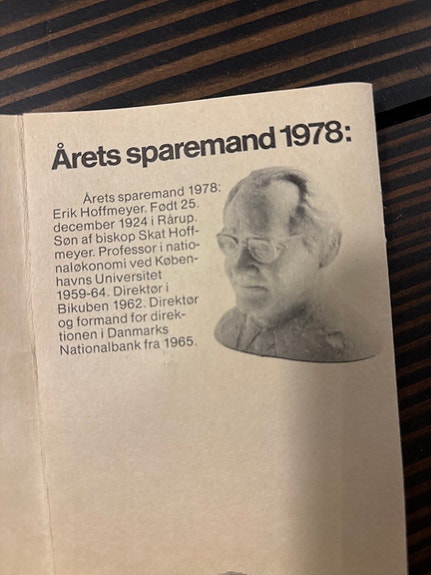 Årets sparemand 1978:
Årets sparemand 1978:
Erik Hoffmeyer. Født 25.
december 1924 i Rårup.
Søn af biskop Skat Hoff-
meyer. Professor i natio-
naløkonomi ved Køben-
havns Universitet
1959-64. Direktør i
Bikuben 1962. Direktør
og formand for direk-
tionen i Danmarks
Nationalbank fra 1965.